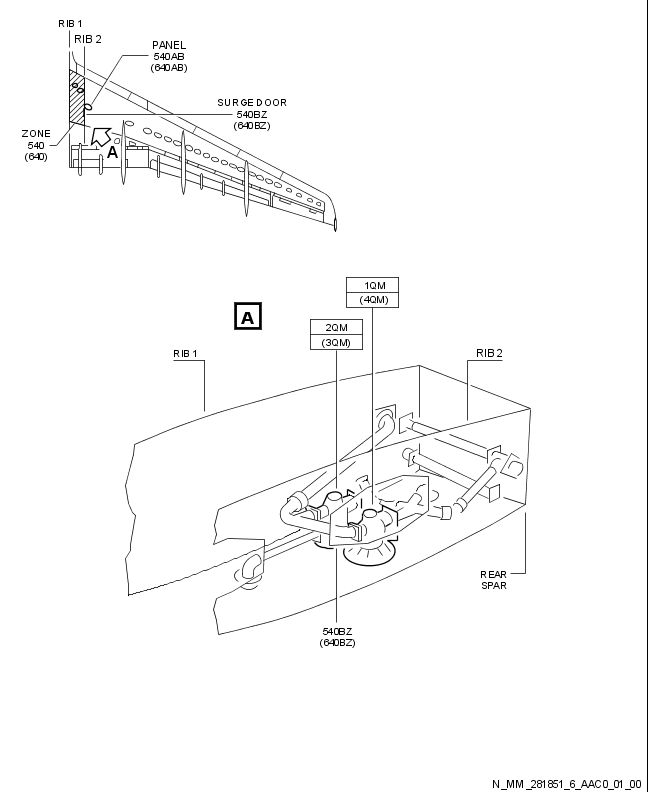 RIB 1
RIB 2
PANEL
540AB
(640AB)
SURGE DOOR
540BZ
(640BZ)
ZONE
540
(640)
A
1QM
(4QM)
A
2QM
(3QM)
RIB 1
RIB 2
REAR
SPAR
540BZ
(640BZ)
N_MM_281851_6_AAC0_01_00